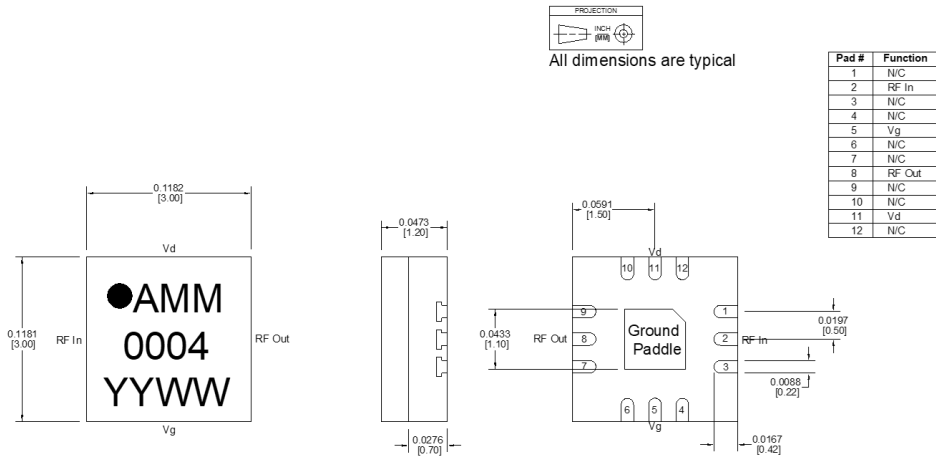 PROJECTION
INCH
[MM]
All dimensions are typical
Pad # Function
1 N/C
2 RF In
3 N/C
4 N/C
5 Vg
6 N/C
7 N/C
8 RF Out
9 N/C
10 N/C
11 Vd
12 N/C
0.1182
[3.00]
Vd
0.1181
[3.00]
RF In
AMM
0004
YYWW
RF Out
Vg
0.0473
[1.20]
0.0276
[0.70]
0.0591
[1.50]
Vd
10 11 12
0.0433
[1.10]
RF Out
9
8
7
Ground
Paddle
1
2
3
RF In
6 5 4
Vg
0.0197
[0.50]
0.0088
[0.22]
0.0167
[0.42]